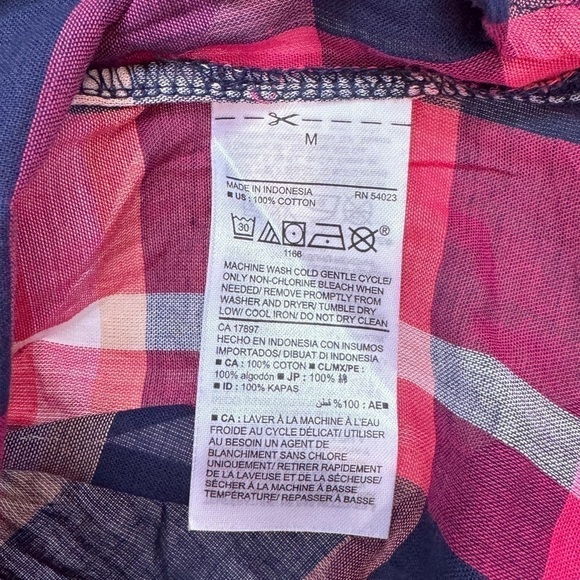 M
MADE IN INDONESIA RN 54023
■ US : 100% COTTON
30
®
1166
MACHINE WASH COLD GENTLE CYCLE/
ONLY NON-CHLORINE BLEACH WHEN
NEEDED/ REMOVE PROMPTLY FROM
WASHER AND DRYER/ TUMBLE DRY
LOW/ COOL IRON/ DO NOT DRY CLEAN
CA 17897
HECHO EN INDONESIA CON INSUMOS
IMPORTADOS/ DIBUAT DI INDONESIA
■ CA : 100% COTON ■ CL/MX/PE :
100% algodón ■ JP : 100% 綿
■ ID : 100% KAPAS
■ AE : 100% قطن
■ CA : LAVER À LA MACHINE À L'EAU
FROIDE AU CYCLE DÉLICAT/ UTILISER
AU BESOIN UN AGENT DE
BLANCHIMENT SANS CHLORE
UNIQUEMENT/ RETIRER RAPIDEMENT
DE LA LAVEUSE ET DE LA SÉCHEUSE/
SÉCHER À LA MACHINE À BASSE
TEMPÉRATURE/ REPASSER À BASSE